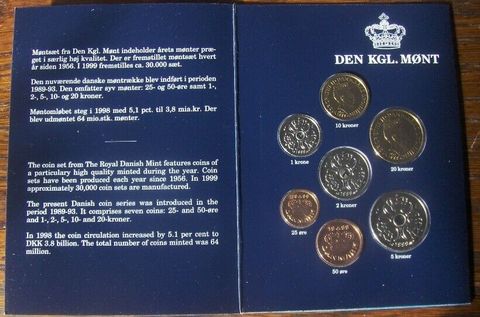 Møntsæt fra Den Kgl. Mønt indeholder årets mønter præ-
get i særlig høj kvalitet. Der er fremstillet møntsæt hvert
år siden 1956. I 1999 fremstilles ca. 30.000 sæt.
Den nuværende danske møntrække blev indført i perioden
1989-93. Den omfatter syv mønter: 25- og 50-øre samt 1-,
2-, 5-, 10- og 20 kroner.
Møntomløbet steg i 1998 med 5,1 pct. til 3,8 mia.kr. Der
blev udmøntet 64 mio.stk. mønter.
The coin set from The Royal Danish Mint features coins of
a particulary high quality minted during the year. Coin
sets have been produced each year since 1956. In 1999
approximately 30,000 coin sets are manufactured.
The present Danish coin series was introduced in the
period 1989-93. It comprises seven coins: 25- and 50-øre
and 1-, 2-, 5-, 10- and 20-kroner.
In 1998 the coin circulation increased by 5.1 per cent to
DKK 3.8 billion. The total number of coins minted was 64
million.
DEN KGL. MØNT
10 kroner
1 krone
20 kroner
2 kroner
25 øre
5 kroner
50 øre